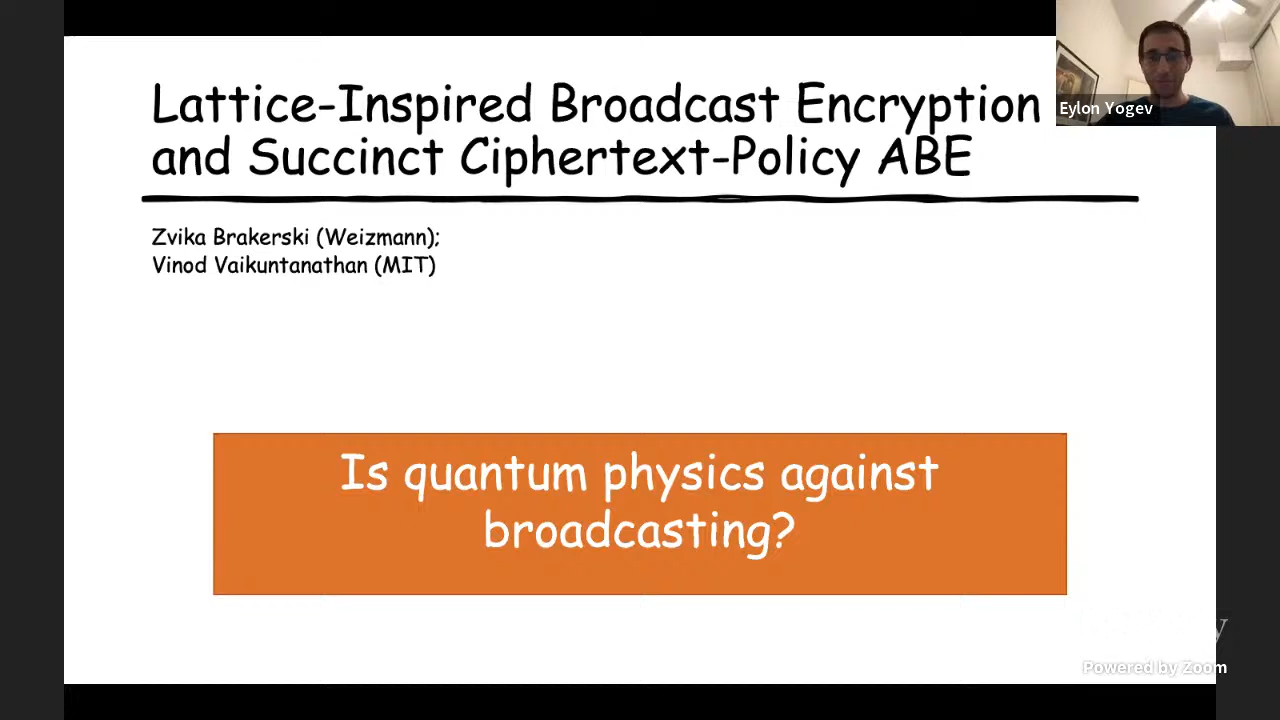 Lattice-Inspired Broadcast Encryption
and Succinct Ciphertext-Policy ABE
Eylon Yogev
Zvika Brakerski (Weizmann);
Vinod Vaikuntanathan (MIT)
Is quantum physics against
broadcasting?
Powered by Zoom